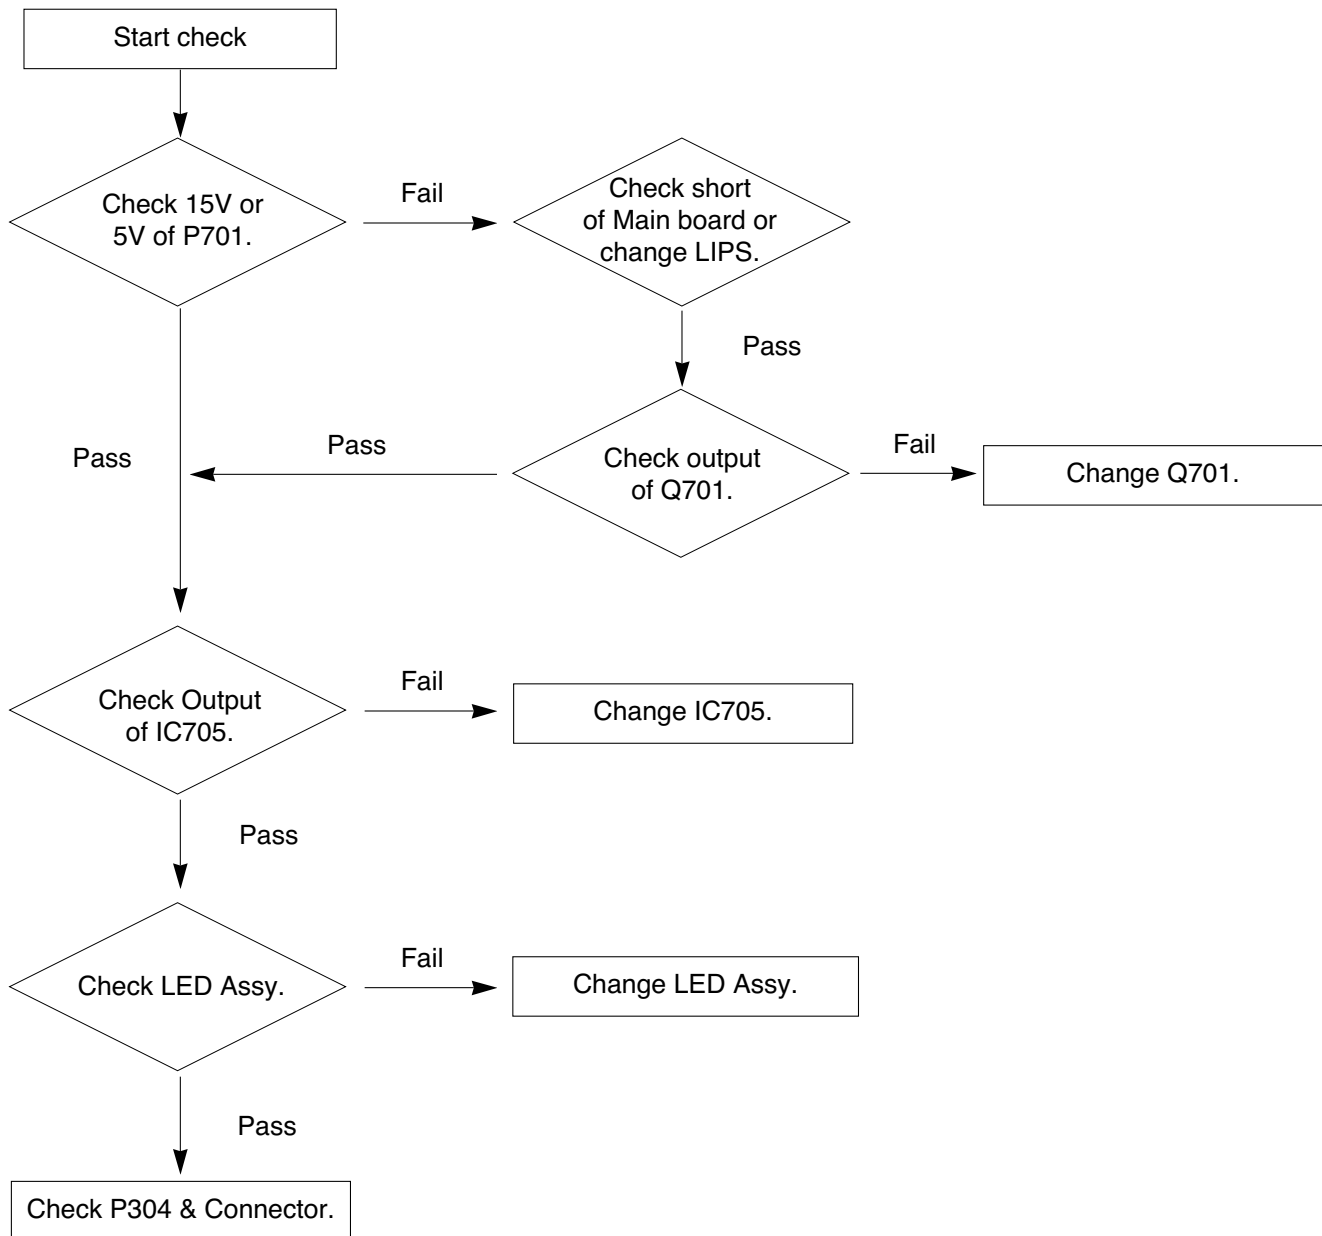 Start check
Check 15V or
5V of P701.
Fail
Check short
of Main board or
change LIPS.
Pass
Pass
Pass
Check output
of Q701.
Fail
Change Q701.
Check Output
of IC705.
Fail
Change IC705.
Pass
Check LED Assy.
Fail
Change LED Assy.
Pass
Check P304 & Connector.